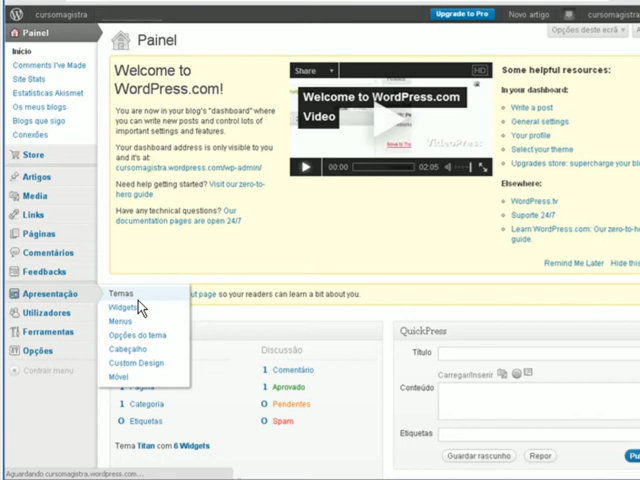 cursomagistra
Upgrade to Pro
Novo artigo
cursomagistra
Painel
Início
Comments I've Made
Site Stats
Estatísticas Akismet
Meus blogs
Blogs que sigo
Conexões
Store
Artigos
Media
Links
Páginas
Comentários
Feedbacks
Apresentação
Utilizadores
Ferramentas
Opções
Contrair menu
Painel
Opções deste ecrã
Welcome to
WordPress.com!
You are now in your blog's "dashboard" where
you can write new posts and control lots of
important settings and features.
Your dashboard address is only visible to
you and it's at:
cursomagistra.wordpress.com/wp-admin/
Need help getting started? Visit our zero-to-
hero guide
Have any technical questions? Our
documentation pages are open 24/7
Share
HD
Welcome to WordPress.com
Video
VideoPress
00:00
02:05
Some helpful resources:
In your dashboard:
Write a post
General settings
Your profile
Select your theme
Upgrades store: supercharge your blog
Elsewhere:
WordPress.tv
Suporte 24/7
Learn WordPress.com: Our zero-to-
guide.
Remind Me Later
Hide this
ut page so your readers can learn a bit about you.
Temas
Widgets
Menus
Opções do tema
Cabeçalho
Custom Design
Móvel
1 Página
1 Categoria
0 Etiquetas
Discussão
1 Comentário
1 Aprovado
0 Pendentes
0 Spam
Tema Titan com 6 Widgets
QuickPress
Título
Carregar/Inserir
Conteúdo
Etiquetas
Guardar rascunho
Repor
Pu
Aguardando cursomagistra.wordpress.com...